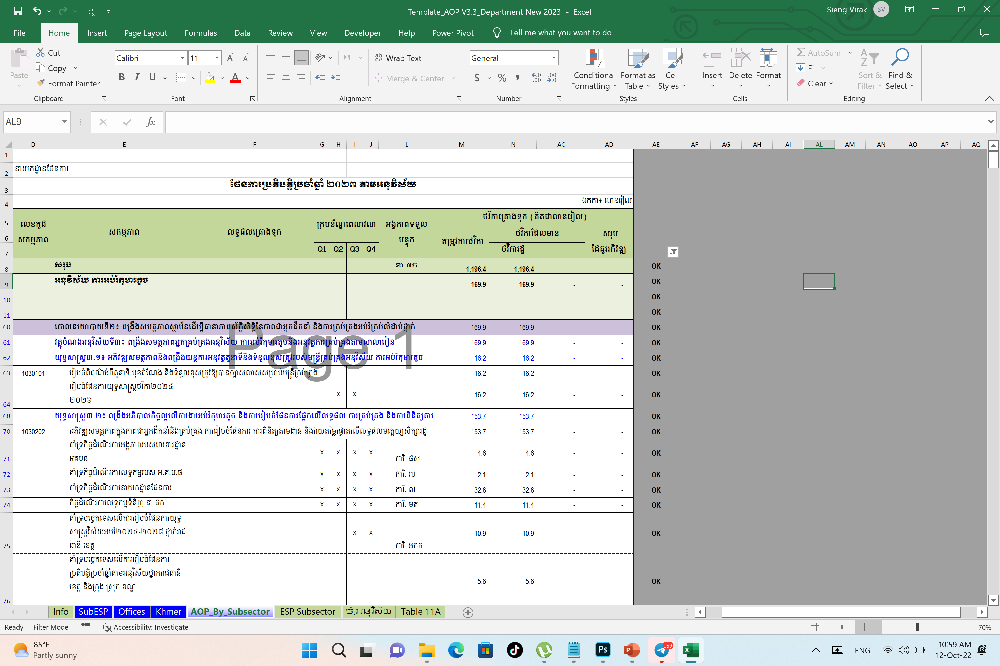 Template_AOP V3.3_Department New 2023 - Excel
Sieng Virak SV
File Home Insert Page Layout Formulas Data Review View Developer Help Power Pivot Tell me what you want to do
Paste Cut Copy Format Painter Clipboard
Calibri 11 B I U A Font
ab Wrap Text Merge & Center Alignment
General $ % Number
Conditional Formatting Format as Table Cell Styles Styles
Insert Delete Format Cells
AutoSum Fill Clear Sort & Filter Find & Select Editing
AL9 fx
D E F G H I J L M N AC AD AE AF AG AH AI AL AM AN AO AP AQ
1
2 នាយកដ្ឋានផែនការ
3 ផែនការប្រតិបត្តិប្រចាំឆ្នាំ ២០២៣ តាមអនុវិស័យ
4 ឯកតា៖ លានរៀល
5 លេខកូដ សកម្មភាព សកម្មភាព លទ្ធផលគ្រោងទុក ក្របខ័ណ្ឌពេលវេលា អង្គភាពទទួលបន្ទុក ថវិកាគ្រោងទុក (គិតជាលានរៀល)
6 តម្រូវការថវិកា ថវិកាដែលមាន សរុប ដៃគូអភិវឌ្ឍ
7 Q1 Q2 Q3 Q4 ថវិការដ្ឋ
8 សរុប នា. ផក 1,196.4 1,196.4 - - OK
9 អនុវិស័យ ការអប់រំកុមារតូច 169.9 169.9 - - OK
10 OK
11 OK
Page 1
60 គោលនយោបាយទី២៖ ពង្រឹងសមត្ថភាពស្ថាប័នដើម្បីធានាភាពស័ក្តិសិទ្ធិនៃភាពជាអ្នកដឹកនាំ និងការគ្រប់គ្រងអប់រំគ្រប់លំដាប់ថ្នាក់ 169.9 169.9 - - OK
61 វត្ថុបំណងអនុវិស័យទី៣៖ ពង្រឹងសមត្ថភាពអ្នកគ្រប់គ្រងអនុវិស័យ ការអប់រំកុមារតូចនិងអនុវត្តការគ្រប់គ្រងតាមសាលារៀន 169.9 169.9 - - OK
62 យុទ្ធសាស្ត្រ៣.១៖ អភិវឌ្ឍសមត្ថភាពនិងពង្រឹងយន្តការអនុវត្តតួនាទីនិងទំនួលខុសត្រូវរបស់មន្ត្រីគ្រប់គ្រងអនុវិស័យ ការអប់រំកុមារតូច 16.2 16.2 - - OK
63 1030101 រៀបចំពិពណ៌អំពីតួនាទី មុខតំណែង និងទំនួលខុសត្រូវឱ្យបានច្បាស់លាស់សម្រាប់មន្ត្រីគ្រប់គ្រង 16.2 16.2 - - OK
64 រៀបចំផែនការយុទ្ធសាស្ត្រថវិកា២០២៤-២០២៦ x x 16.2 16.2 - - OK
68 យុទ្ធសាស្ត្រ៣.២៖ ពង្រឹងអភិបាលកិច្ចល្អលើការងារអប់រំកុមារតូច និងការរៀបចំផែនការផ្អែកលើលទ្ធផល ការគ្រប់គ្រង និងការពិនិត្យតាម 153.7 153.7 - - OK
70 1030202 អភិវឌ្ឍសមត្ថភាពក្នុងភាពជាអ្នកដឹកនាំនិងគ្រប់គ្រង ការរៀបចំផែនការ ការពិនិត្យតាមដាន និងវាយតម្លៃផ្តោតលើលទ្ធផលមត្តេយ្យសិក្សារដ្ឋ 153.7 153.7 - - OK
71 គាំទ្រកិច្ចដំណើរការអង្គភាពរបស់លេខារដ្ឋាន អគបផ x x x x ការិ. ផស 4.6 4.6 - - OK
72 គាំទ្រកិច្ចដំណើរការលទ្ធកម្មរបស់ អ.គ.ប.ផ x x x x ការិ. រប 2.1 2.1 - - OK
73 គាំទ្រកិច្ចដំណើរការនាយកដ្ឋានផែនការ x x x x ការិ. ពវ 32.8 32.8 - - OK
74 កិច្ចដំណើរការលទ្ធកម្មទំនិញ នា.ផក x x x x ការិ. មត 11.4 11.4 - - OK
75 គាំទ្របច្ចេកទេសលើការរៀបចំផែនការយុទ្ធសាស្ត្រវិស័យអប់រំ២០២៤-២០២៨ ថ្នាក់រាជធានី ខេត្ត x x ការិ. អកត 10.9 10.9 - - OK
76 គាំទ្របច្ចេកទេសលើការរៀបចំផែនការប្រតិបត្តិប្រចាំឆ្នាំតាមអនុវិស័យថ្នាក់រាជធានី ខេត្ត និងក្រុង ស្រុក ខណ្ឌ 5.6 5.6 - - OK
Info SubESP Offices Khmer AOP_By_Subsector ESP Subsector ចំ.អនុវិស័យ Table 11A
Ready Filter Mode Accessibility: Investigate 70%
85°F Partly sunny
Ps P 59 X ENG 10:59 AM 12-Oct-22